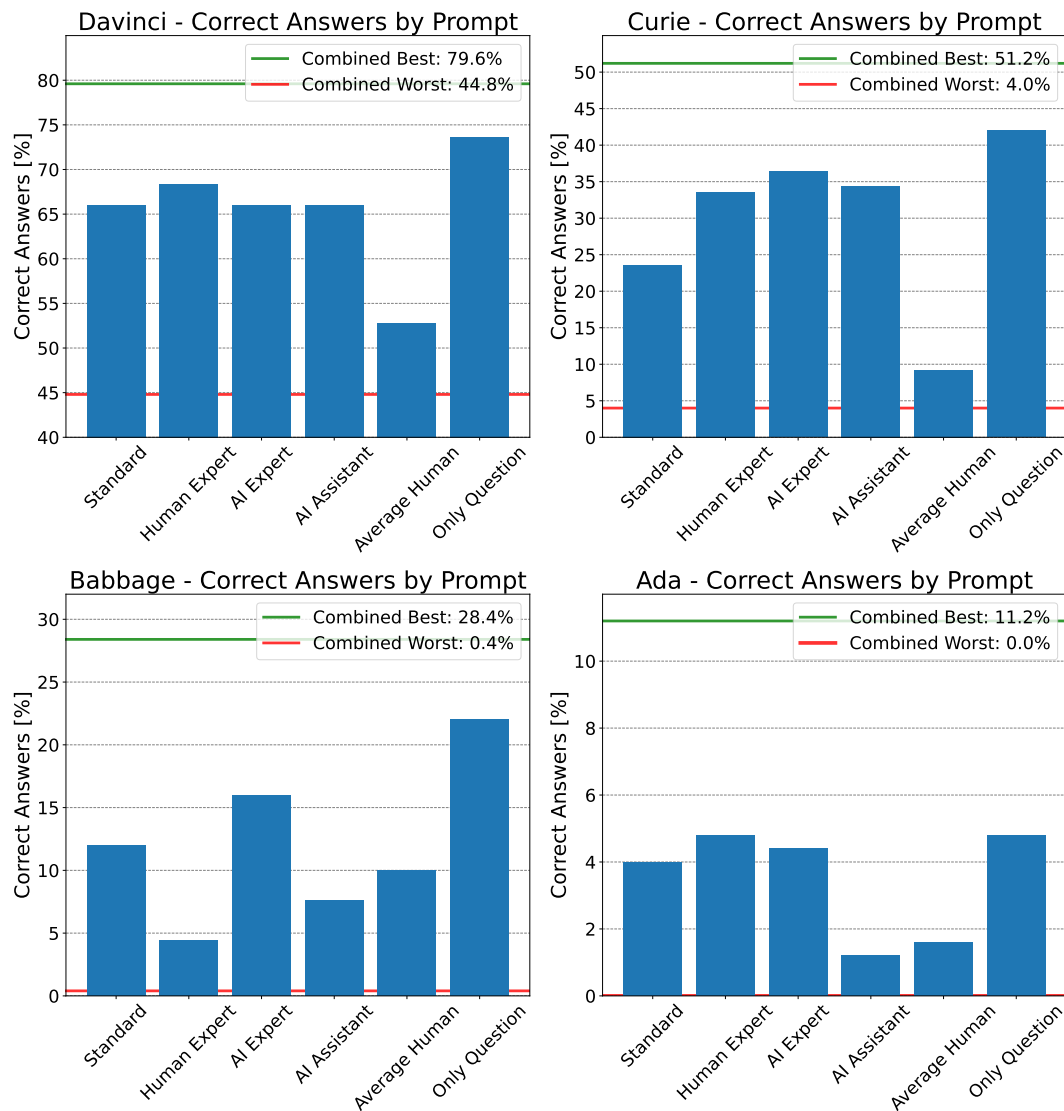 Davinci - Correct Answers by Prompt
Combined Best: 79.6%
Combined Worst: 44.8%
Correct Answers [%]
80
75
70
65
60
55
50
45
40
Standard
Human Expert
AI Expert
AI Assistant
Average Human
Only Question
Curie - Correct Answers by Prompt
Combined Best: 51.2%
Combined Worst: 4.0%
Correct Answers [%]
50
45
40
35
30
25
20
15
10
5
0
Standard
Human Expert
AI Expert
AI Assistant
Average Human
Only Question
Babbage - Correct Answers by Prompt
Combined Best: 28.4%
Combined Worst: 0.4%
Correct Answers [%]
30
25
20
15
10
5
0
Standard
Human Expert
AI Expert
AI Assistant
Average Human
Only Question
Ada - Correct Answers by Prompt
Combined Best: 11.2%
Combined Worst: 0.0%
Correct Answers [%]
10
8
6
4
2
0
Standard
Human Expert
AI Expert
AI Assistant
Average Human
Only Question